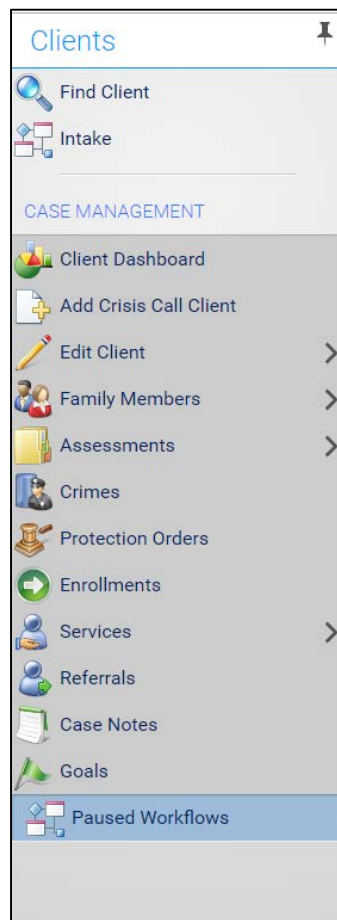 Clients
Find Client
Intake
CASE MANAGEMENT
Client Dashboard
Add Crisis Call Client
Edit Client
Family Members
Assessments
Crimes
Protection Orders
Enrollments
Services
Referrals
Case Notes
Goals
Paused Workflows